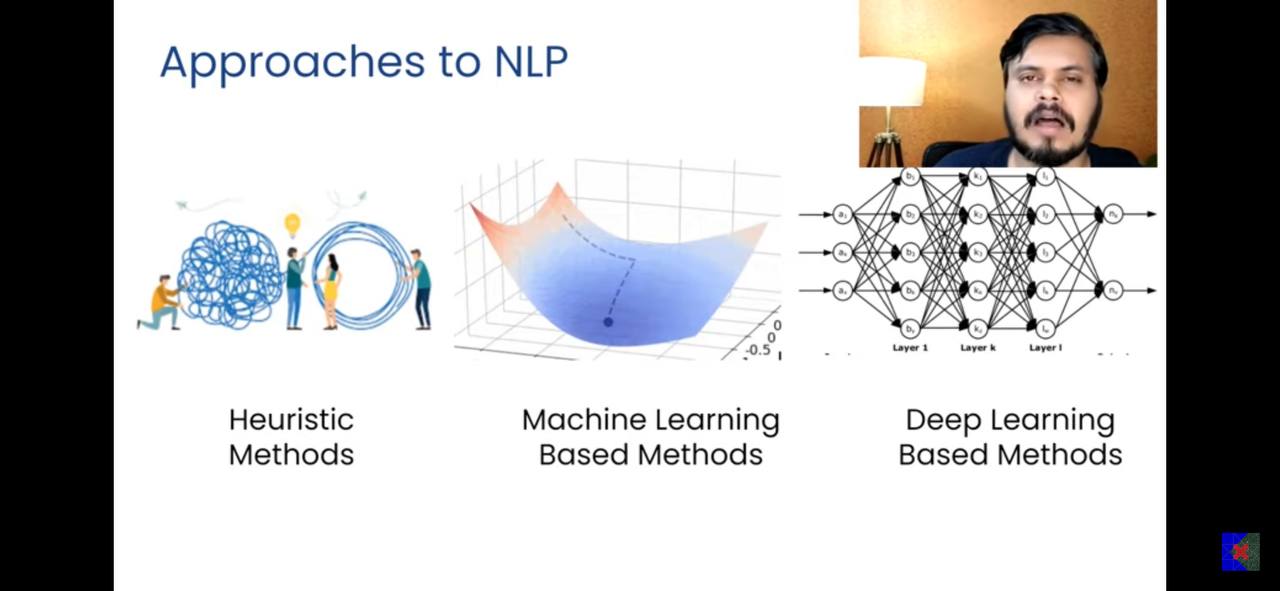 Approaches to NLP
0
0
-0.5
Layer 1
Layer k
Layer l
Heuristic
Methods
Machine Learning
Based Methods
Deep Learning
Based Methods